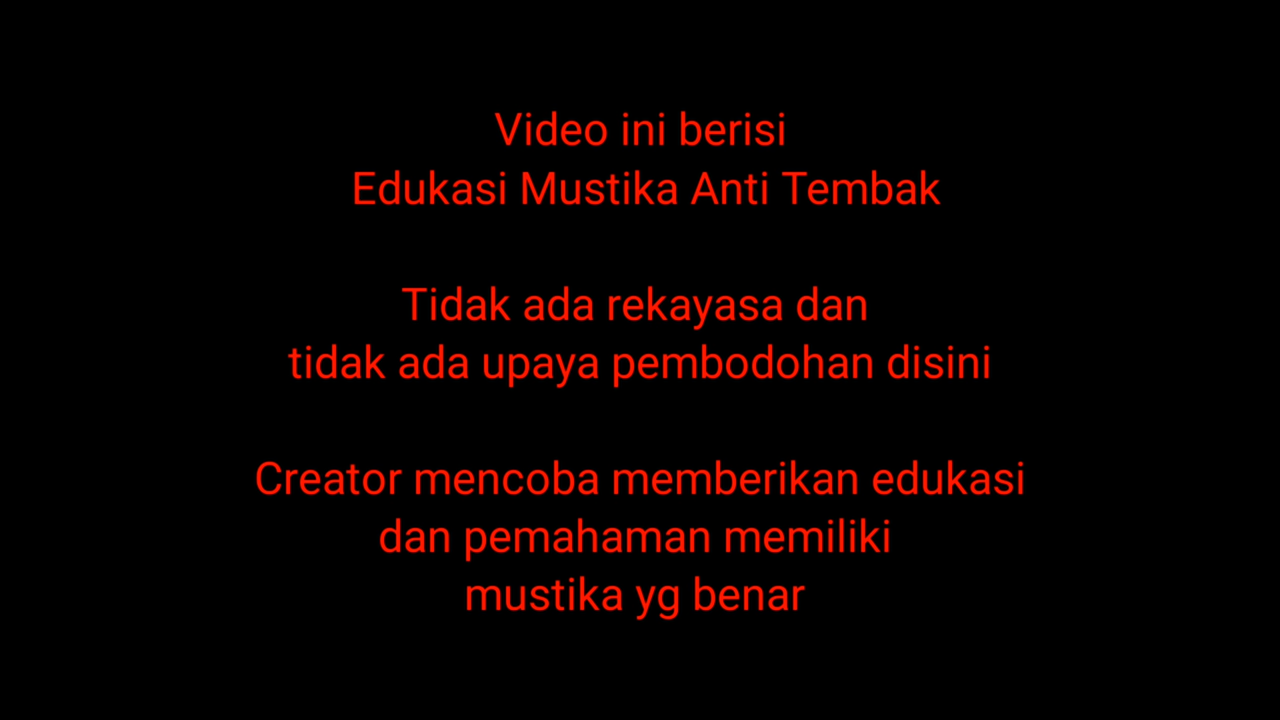 Video ini berisi
Edukasi Mustika Anti Tembak
Tidak ada rekayasa dan
tidak ada upaya pembodohan disini
Creator mencoba memberikan edukasi
dan pemahaman memiliki
mustika yg benar